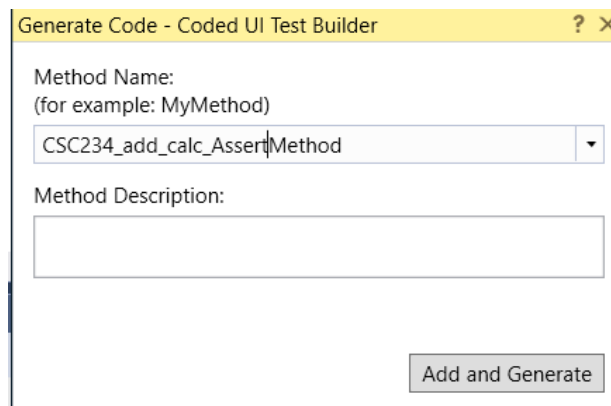 Generate Code - Coded UI Test Builder ? ×
Method Name:
(for example: MyMethod)
CSC234_add_calc_AssertMethod
Method Description:
Add and Generate